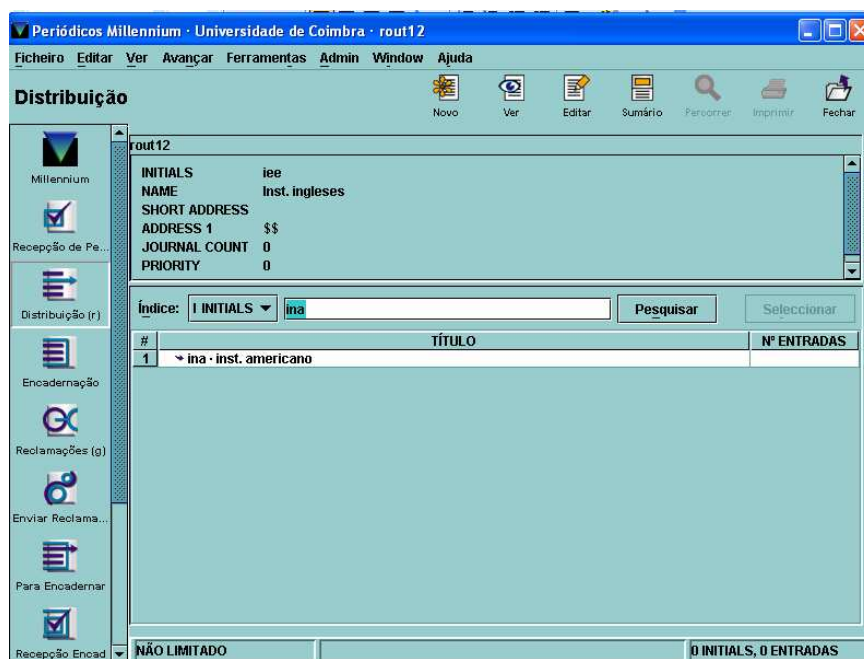 Periódicos Millennium · Universidade de Coimbra · rout12
Ficheiro Editar Ver Avançar Ferramentas Admin Window Ajuda
Distribuição
Novo Ver Editar Sumário Percorrer Imprimir Fechar
Millennium
Recepção de Pe...
Distribuição (r)
Encadernação
Reclamações (g)
Enviar Reclama...
Para Encadernar
Recepção Encad
rout12
INITIALS iee
NAME Inst. ingleses
SHORT ADDRESS
ADDRESS 1 $$
JOURNAL COUNT 0
PRIORITY 0
Índice: I INITIALS ina Pesquisar Seleccionar
# TÍTULO Nº ENTRADAS
1 ina · inst. americano
NÃO LIMITADO 0 INITIALS, 0 ENTRADAS